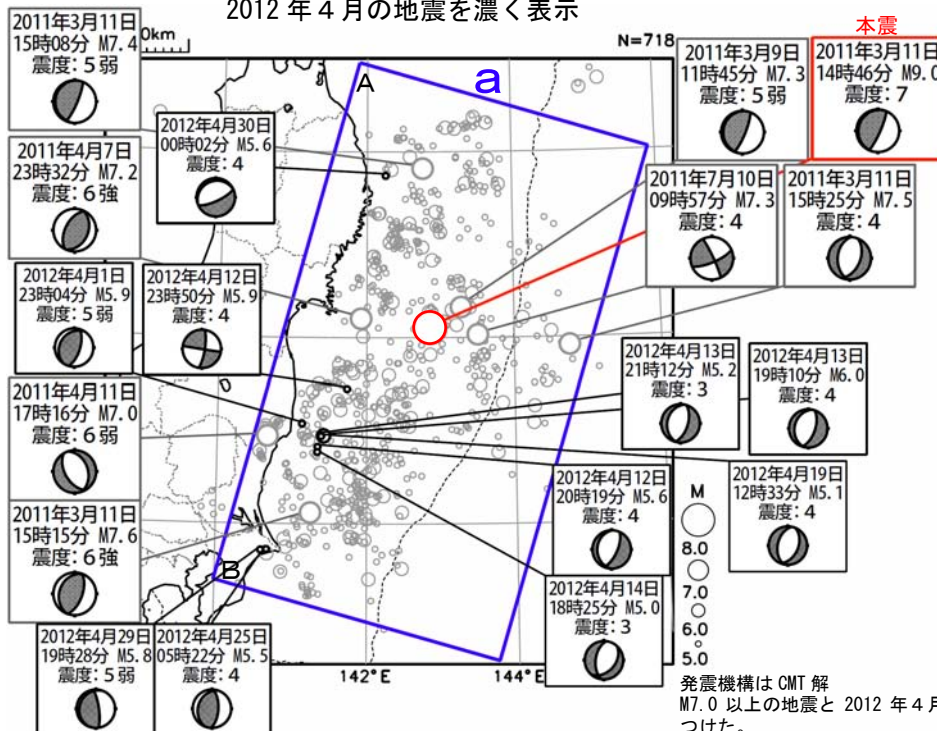 2012 年４月の地震を濃く表示
0km
N=718
本震
2011年3月11日
15時08分 M7.4
震度：5弱
2012年4月30日
00時02分 M5.6
震度：4
A
a
2011年3月9日
11時45分 M7.3
震度：5弱
2011年3月11日
14時46分 M9.0
震度：7
2011年4月7日
23時32分 M7.2
震度：6強
2011年7月10日
09時57分 M7.3
震度：4
2011年3月11日
15時25分 M7.5
震度：4
2012年4月1日
23時04分 M5.9
震度：5弱
2012年4月12日
23時50分 M5.9
震度：4
2012年4月13日
21時12分 M5.2
震度：3
2012年4月13日
19時10分 M6.0
震度：4
2011年4月11日
17時16分 M7.0
震度：6弱
2012年4月12日
20時19分 M5.6
震度：4
2012年4月19日
12時33分 M5.1
震度：4
2011年3月11日
15時15分 M7.6
震度：6強
B
2012年4月14日
18時25分 M5.0
震度：3
M
8.0
7.0
6.0
5.0
2012年4月29日
19時28分 M5.8
震度：5弱
2012年4月25日
05時22分 M5.5
震度：4
142°E
144°E
発震機構は CMT 解
M7.0 以上の地震と 2012 年４月
つけた。